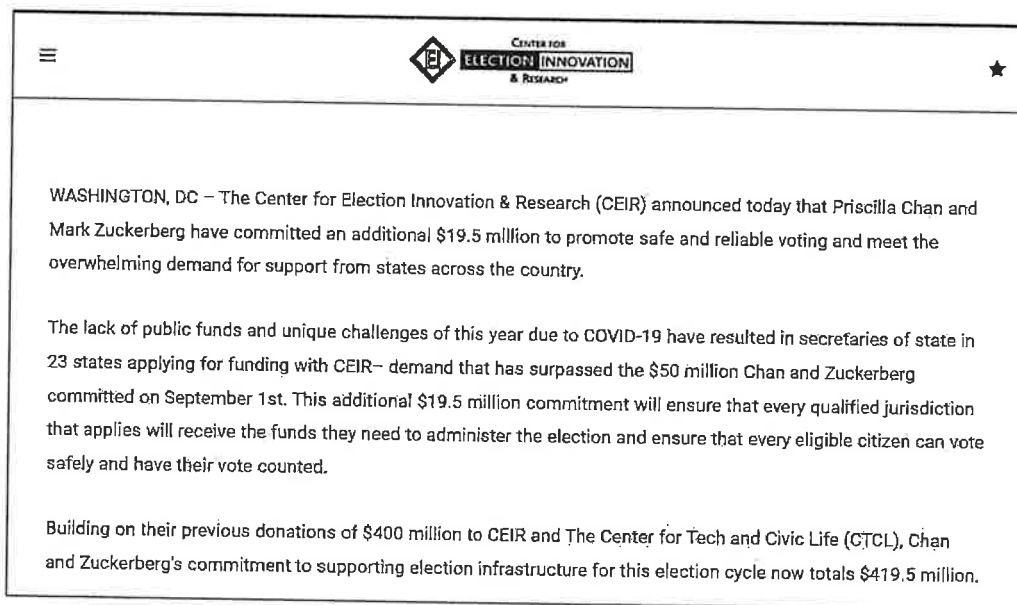 CENTER FOR
ELECTION INNOVATION
& RESEARCH
WASHINGTON, DC – The Center for Election Innovation & Research (CEIR) announced today that Priscilla Chan and
Mark Zuckerberg have committed an additional $19.5 million to promote safe and reliable voting and meet the
overwhelming demand for support from states across the country.
The lack of public funds and unique challenges of this year due to COVID-19 have resulted in secretaries of state in
23 states applying for funding with CEIR– demand that has surpassed the $50 million Chan and Zuckerberg
committed on September 1st. This additional $19.5 million commitment will ensure that every qualified jurisdiction
that applies will receive the funds they need to administer the election and ensure that every eligible citizen can vote
safely and have their vote counted.
Building on their previous donations of $400 million to CEIR and The Center for Tech and Civic Life (CTCL), Chan
and Zuckerberg's commitment to supporting election infrastructure for this election cycle now totals $419.5 million.